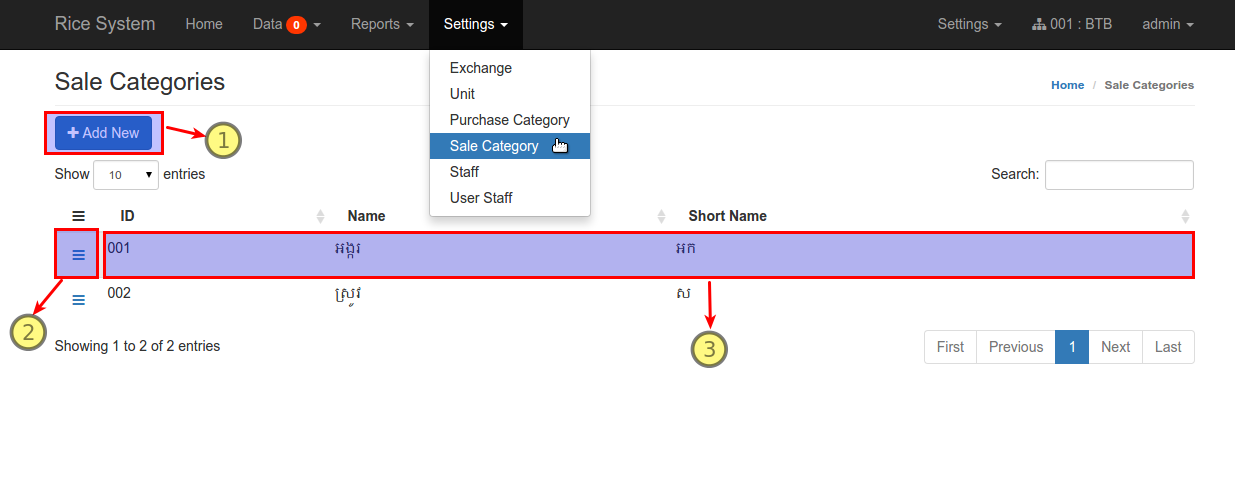 Rice System Home Data 0 Reports Settings Settings 001 : BTB admin
Exchange
Unit
Purchase Category
Sale Category
Staff
User Staff
Sale Categories
Home / Sale Categories
Add New
1
Show 10 entries
Search:
ID Name Short Name
001 អង្ករ អក
002 ស្រូវ ស
2
3
Showing 1 to 2 of 2 entries
First Previous 1 Next Last